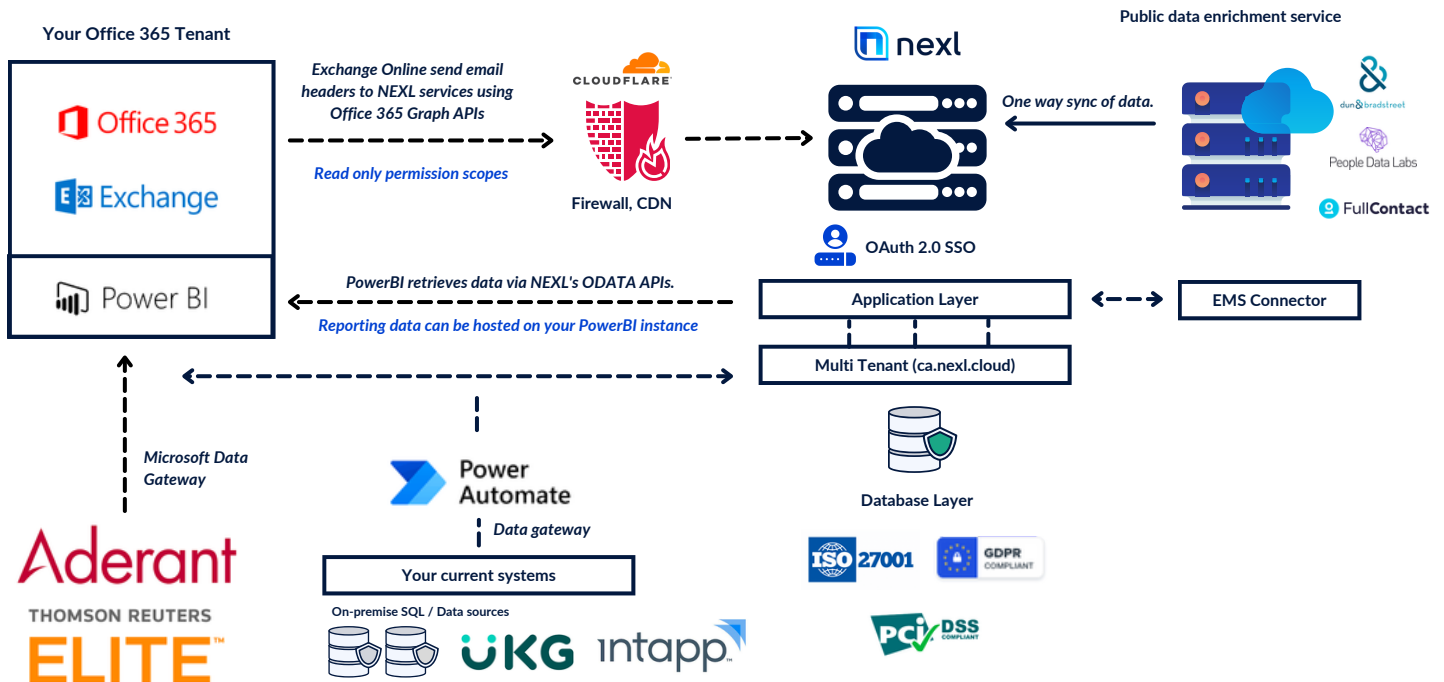 Your Office 365 Tenant
Office 365
E
Exchange
Power BI
Exchange Online send email
headers to NEXL services using
Office 365 Graph APIs
Read only permission scopes
CLOUDFLARE
Firewall, CDN
nexl
Public data enrichment service
One way sync of data.
dun & bradstreet
People Data Labs
FullContact
OAuth 2.0 SSO
PowerBI retrieves data via NEXL's ODATA APIs.
Reporting data can be hosted on your PowerBI instance
Application Layer
EMS Connector
Multi Tenant (ca.nexl.cloud)
Microsoft Data
Gateway
Power
Automate
Data gateway
Database Layer
Aderant
THOMSON REUTERS
ELITE™
Your current systems
On-premise SQL / Data sources
UKG
intapp
ISO 27001
GDPR
COMPLIANT
PCI DSS
COMPLIANT